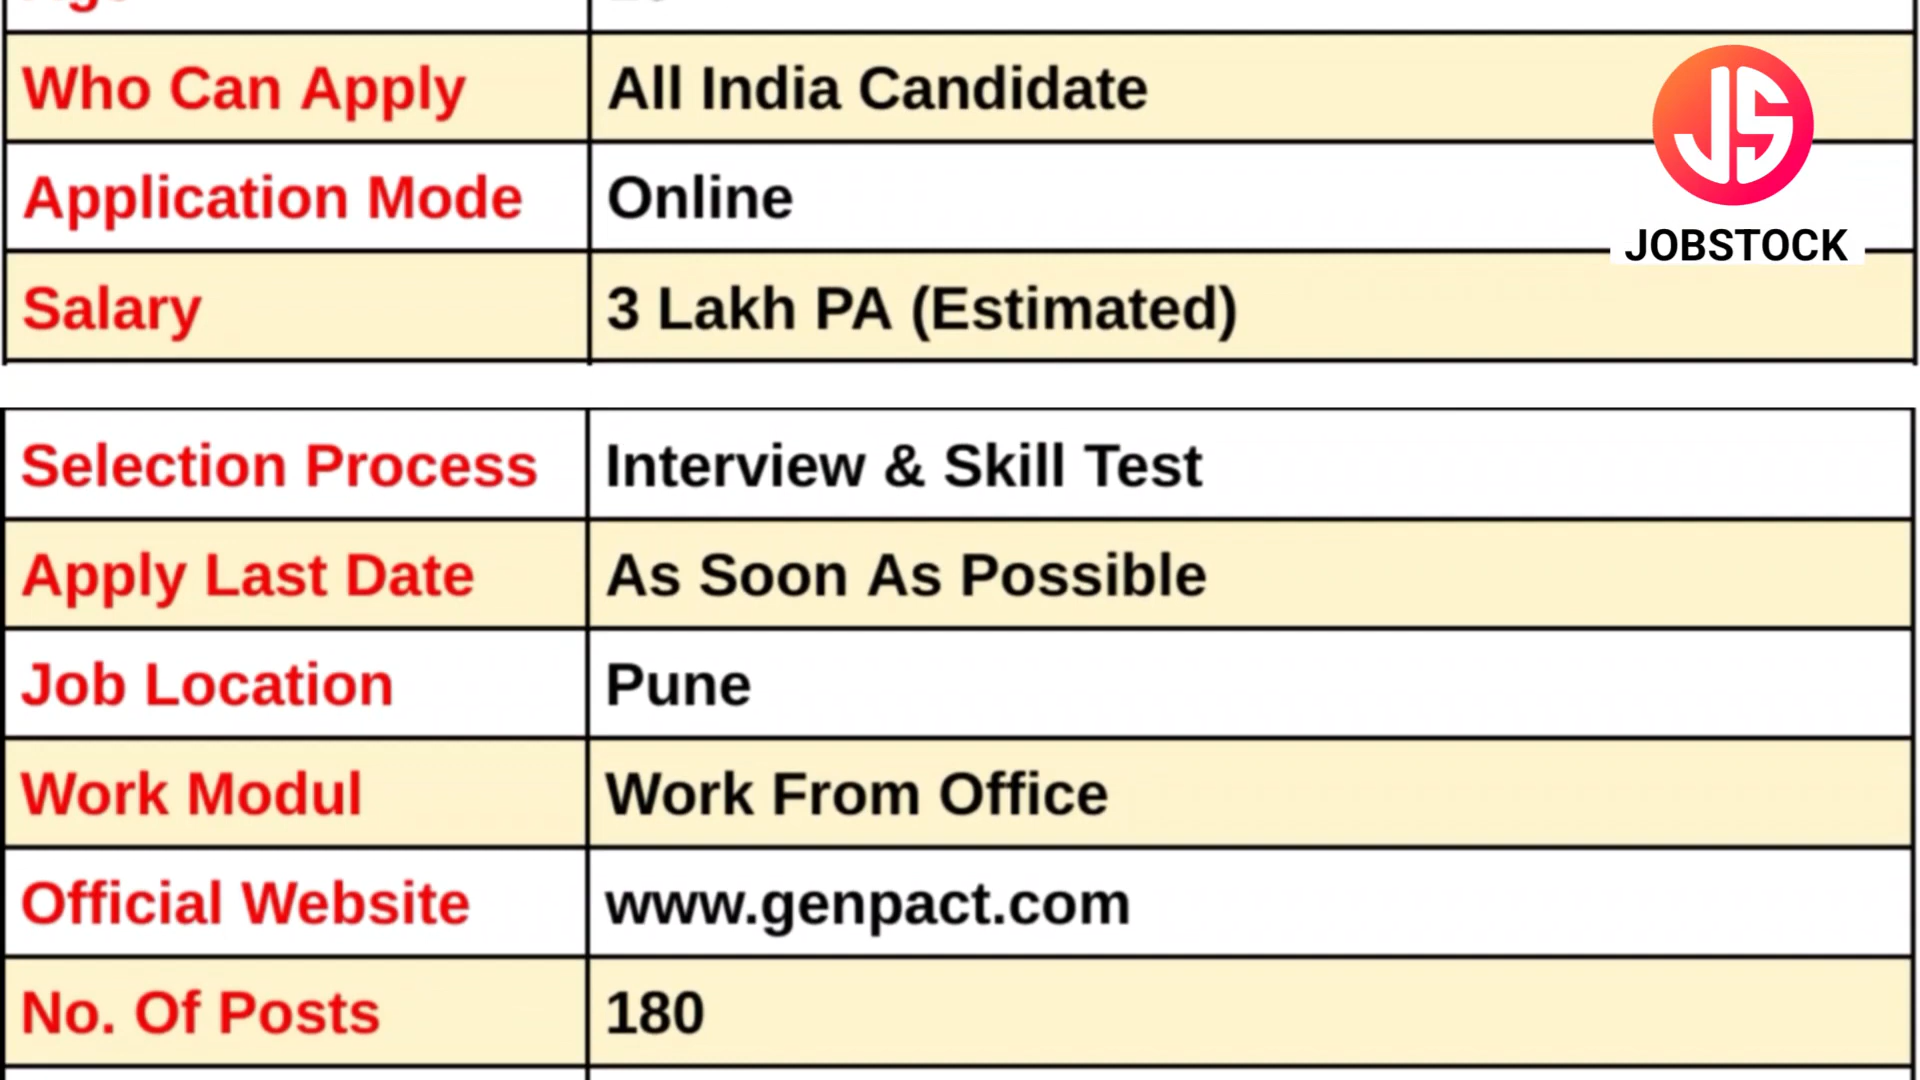 Who Can Apply All India Candidate
Application Mode Online
JOBSTOCK
Salary 3 Lakh PA (Estimated)
Selection Process Interview & Skill Test
Apply Last Date As Soon As Possible
Job Location Pune
Work Modul Work From Office
Official Website www.genpact.com
No. Of Posts 180